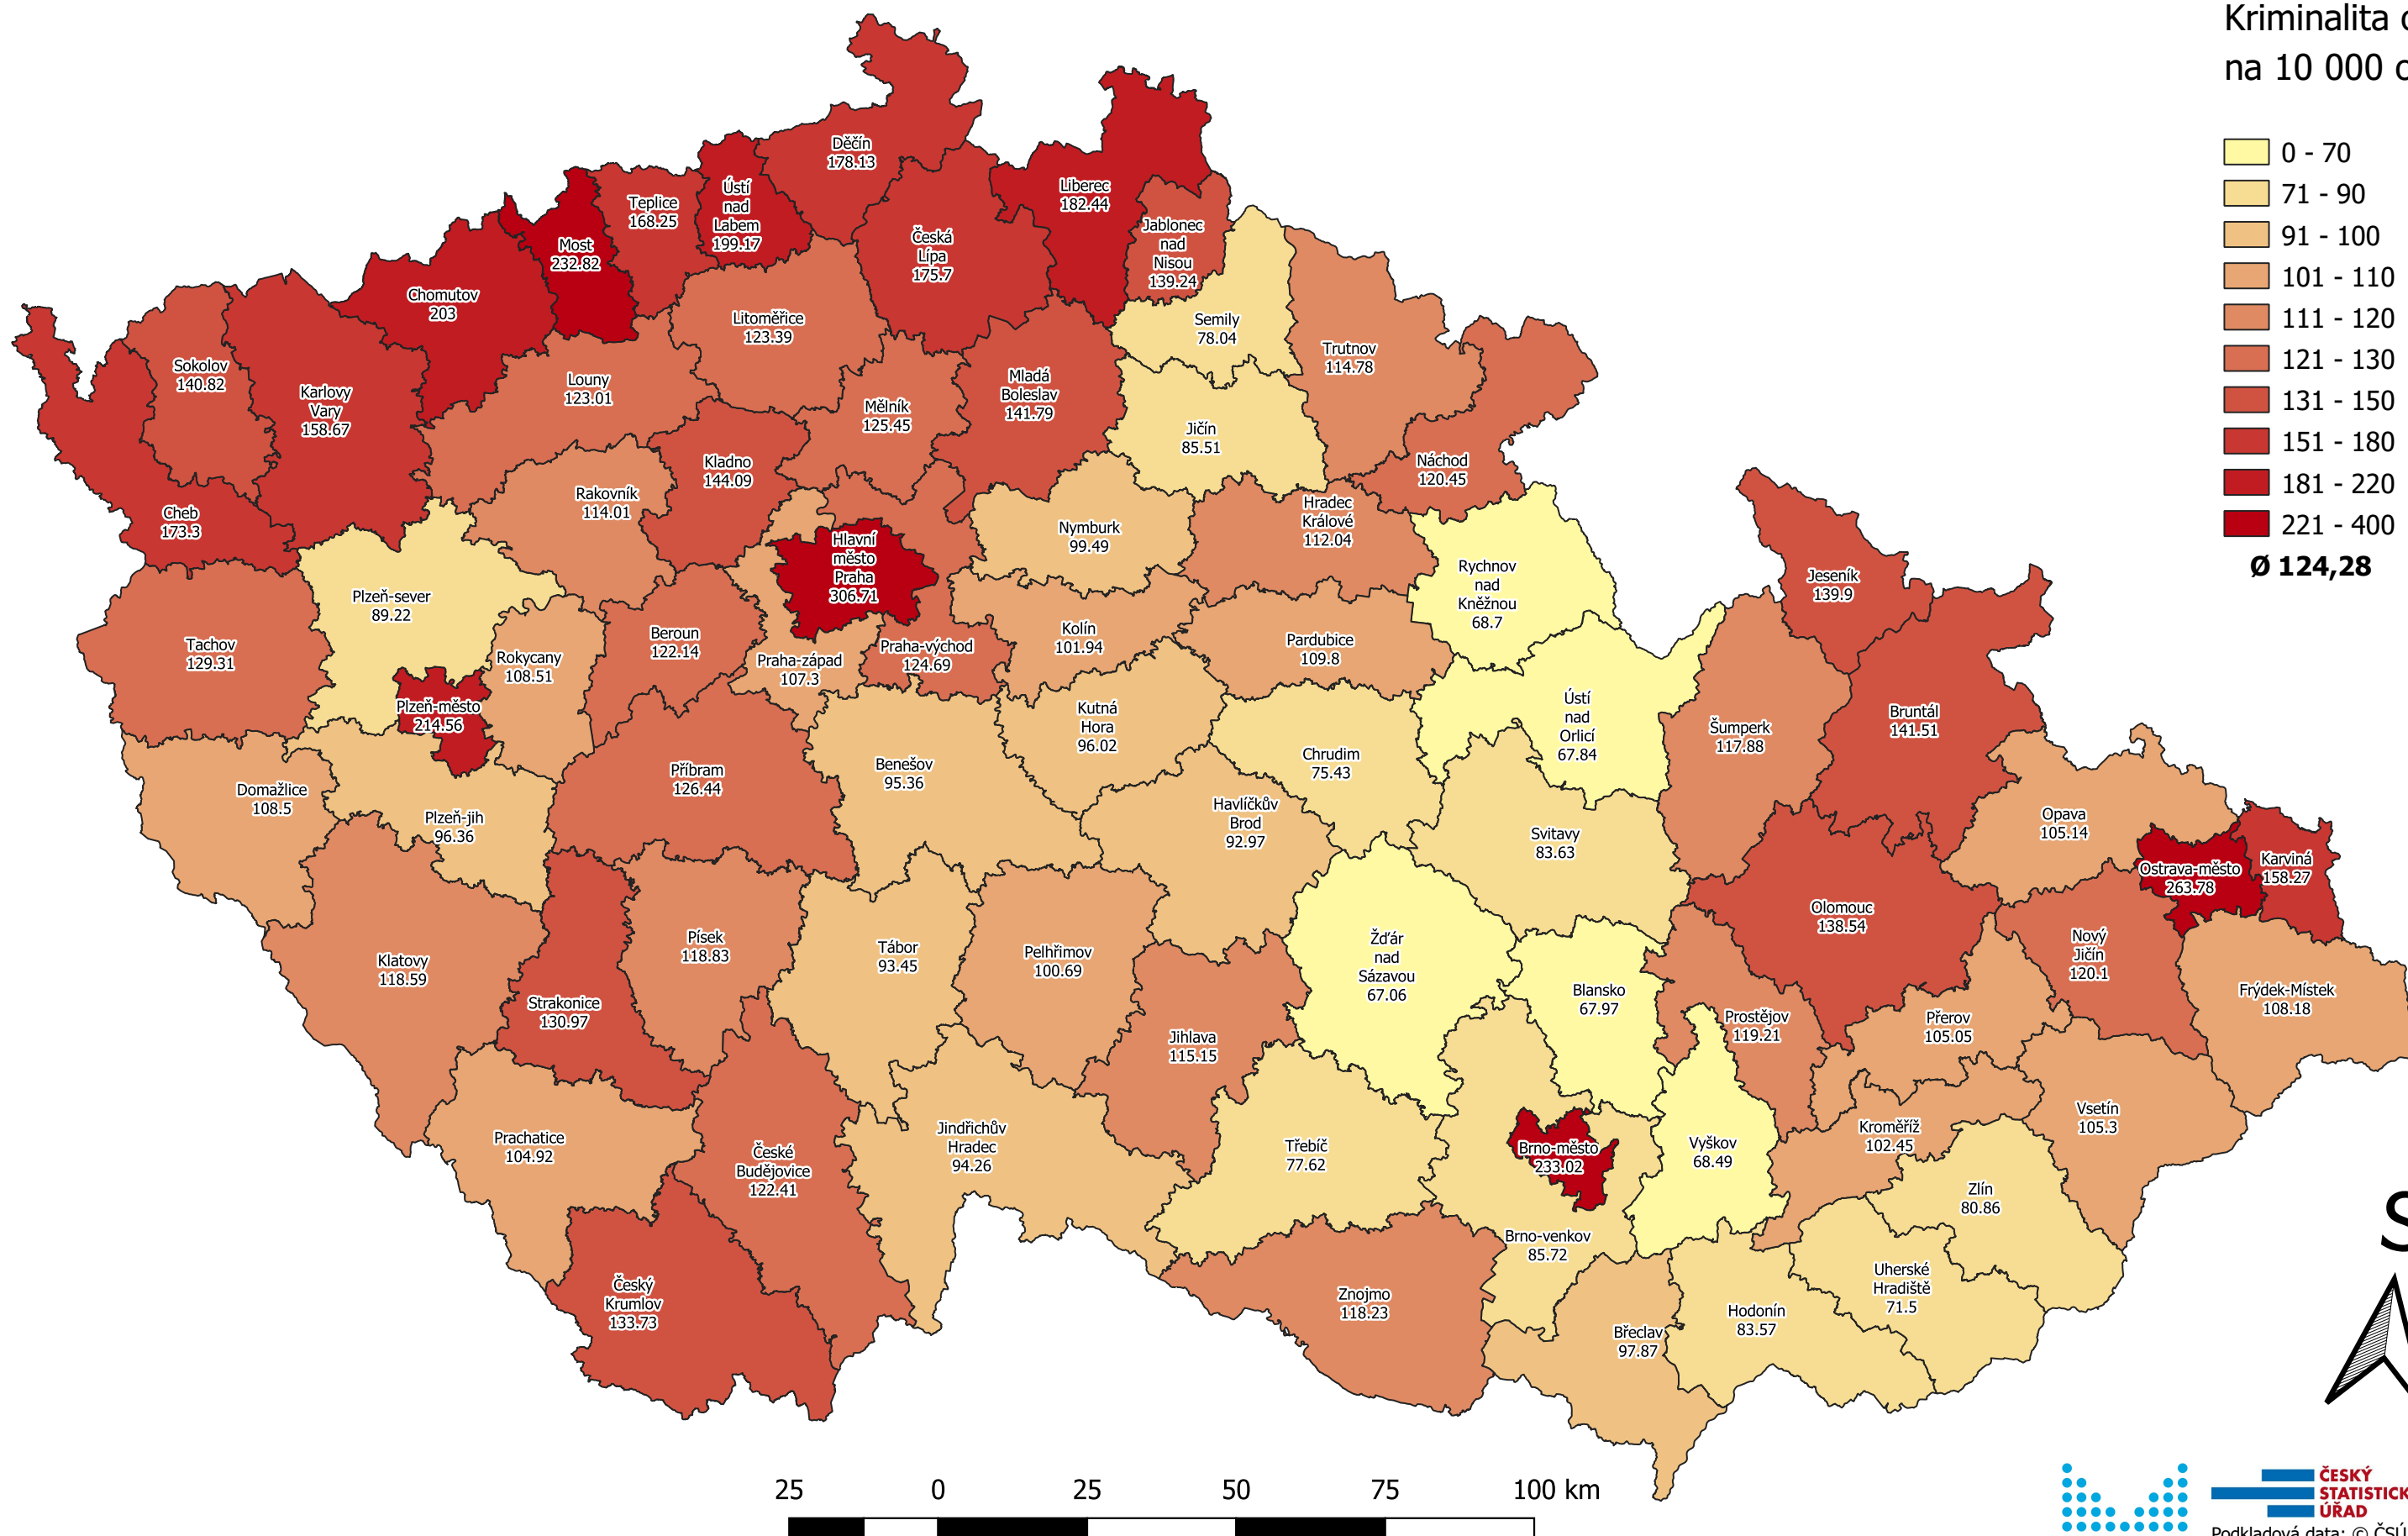 Kriminalita
na 10 000
0 - 70
71 - 90
91 - 100
101 - 110
111 - 120
121 - 130
131 - 150
151 - 180
181 - 220
221 - 400
Ø 124,28
Děčín
178.13
Liberec
182.44
Ústí
nad
Labem
199.17
Teplice
168.25
Most
232.82
Česká
Lípa
175.7
Jablonec
nad
Nisou
139.24
Chomutov
203
Litoměřice
123.39
Semily
78.04
Trutnov
114.78
Sokolov
140.82
Karlovy
Vary
158.67
Louny
123.01
Mělník
125.45
Mladá
Boleslav
141.79
Jičín
85.51
Náchod
120.45
Kladno
144.09
Rakovník
114.01
Cheb
173.3
Hlavní
město
Praha
306.71
Nymburk
99.49
Hradec
Králové
112.04
Rychnov
nad
Kněžnou
68.7
Jeseník
139.9
Plzeň-sever
89.22
Tachov
129.31
Rokycany
108.51
Beroun
122.14
Praha-západ
107.3
Praha-východ
124.69
Kolín
101.94
Pardubice
109.8
Plzeň-město
214.56
Kutná
Hora
96.02
Ústí
nad
Orlicí
67.84
Šumperk
117.88
Bruntál
141.51
Domažlice
108.5
Plzeň-jih
96.36
Příbram
126.44
Benešov
95.36
Chrudim
75.43
Havlíčkův
Brod
92.97
Svitavy
83.63
Opava
105.14
Ostrava-město
263.78
Karviná
158.27
Olomouc
138.54
Klatovy
118.59
Písek
118.83
Tábor
93.45
Pelhřimov
100.69
Žďár
nad
Sázavou
67.06
Blansko
67.97
Nový
Jičín
120.1
Frýdek-Místek
108.18
Strakonice
130.97
Jihlava
115.15
Prostějov
119.21
Přerov
105.05
Prachatice
104.92
České
Budějovice
122.41
Jindřichův
Hradec
94.26
Třebíč
77.62
Brno-město
233.02
Vyškov
68.49
Kroměříž
102.45
Vsetín
105.3
Zlín
80.86
Brno-venkov
85.72
Český
Krumlov
133.73
Znojmo
118.23
Břeclav
97.87
Hodonín
83.57
Uherské
Hradiště
71.5
S
25 0 25 50 75 100 km
ČESKÝ
STATISTICK
ÚŘAD
Podkladová data: © ČSÚ